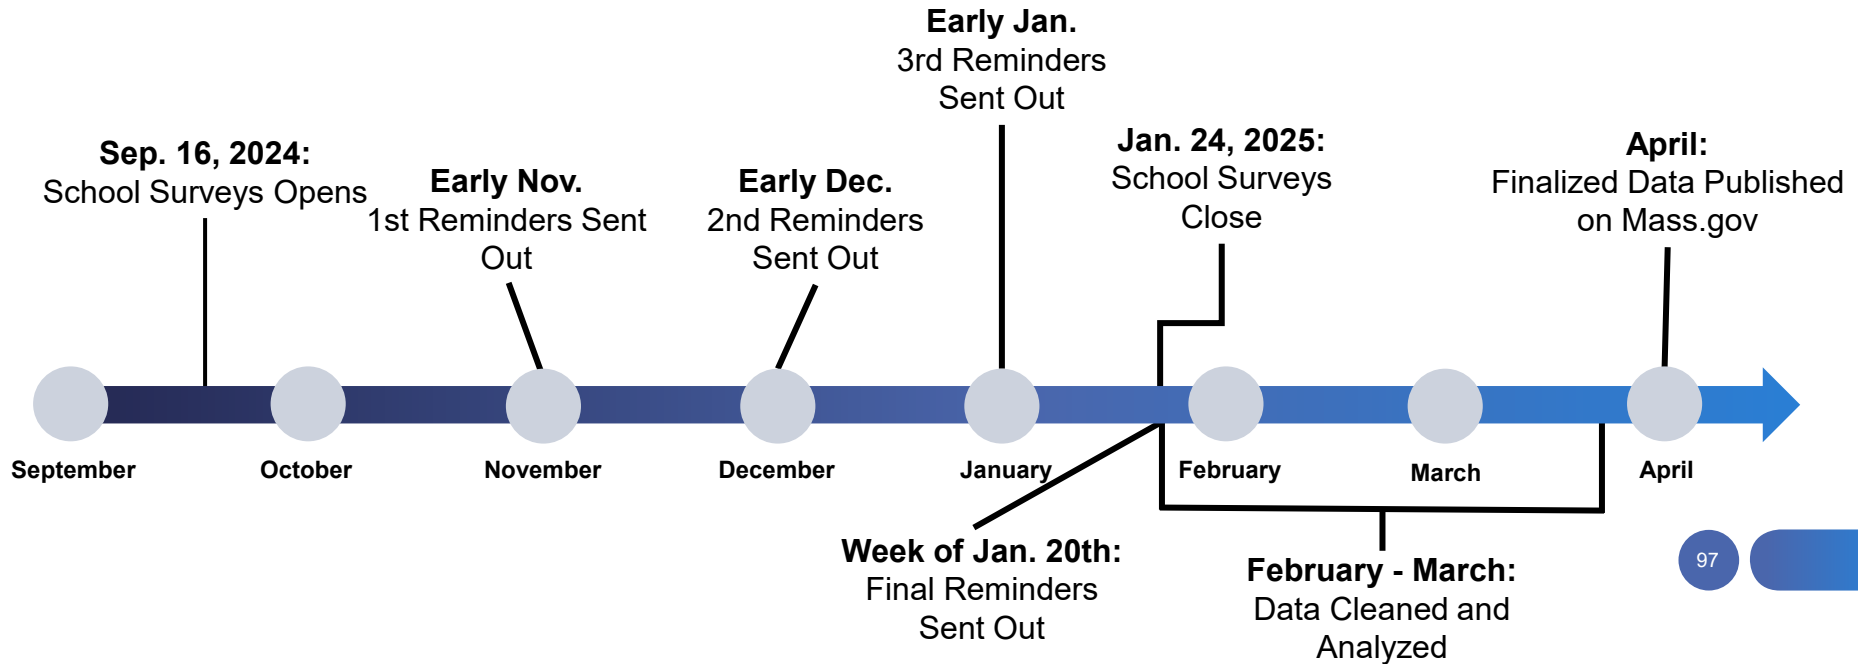 Early Jan.
3rd Reminders
Sent Out
Sep. 16, 2024:
School Surveys Opens
Early Nov.
1st Reminders Sent
Out
Early Dec.
2nd Reminders
Sent Out
Jan. 24, 2025:
School Surveys
Close
April:
Finalized Data Published
on Mass.gov
September
October
November
December
January
February
March
April
Week of Jan. 20th:
Final Reminders
Sent Out
February - March:
Data Cleaned and
Analyzed
97